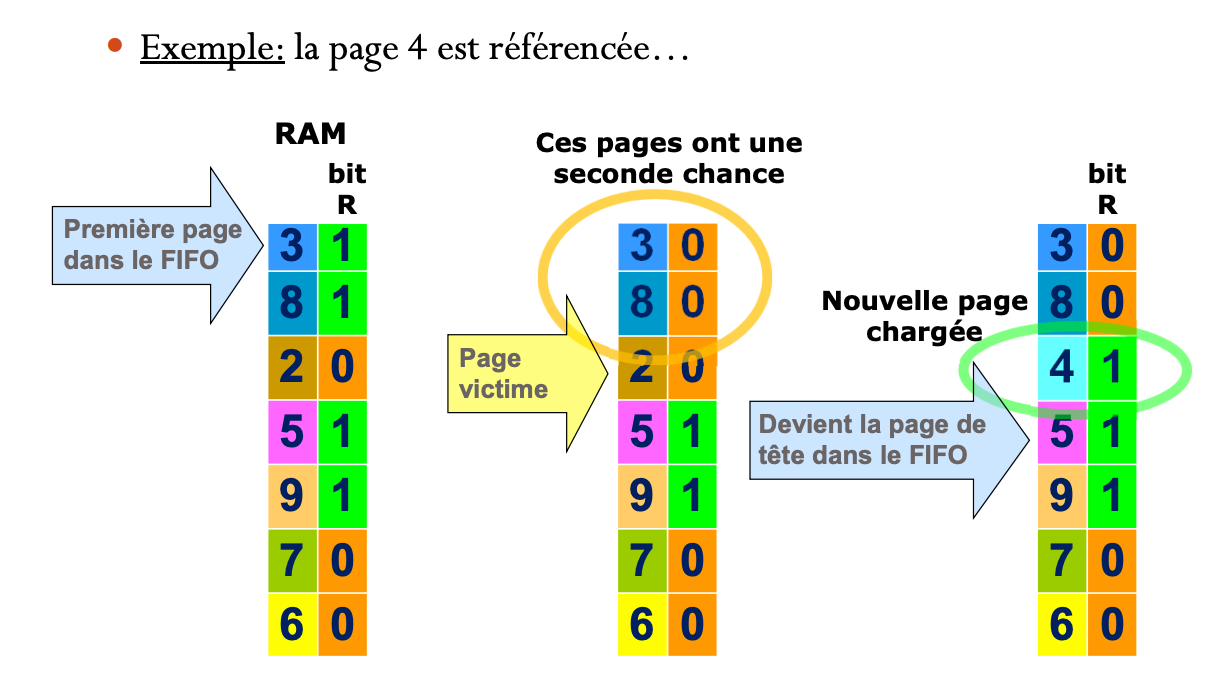 • Exemple: la page 4 est référencée…
RAM
bit
R
Première page
dans le FIFO
3 1
8 1
2 0
5 1
9 1
7 0
6 0
Ces pages ont une
seconde chance
Page
victime
3 0
8 0
2 0
5 1
9 1
7 0
6 0
Nouvelle page
chargée
Devient la page de
tête dans le FIFO
bit
R
3 0
8 0
4 1
5 1
9 1
7 0
6 0